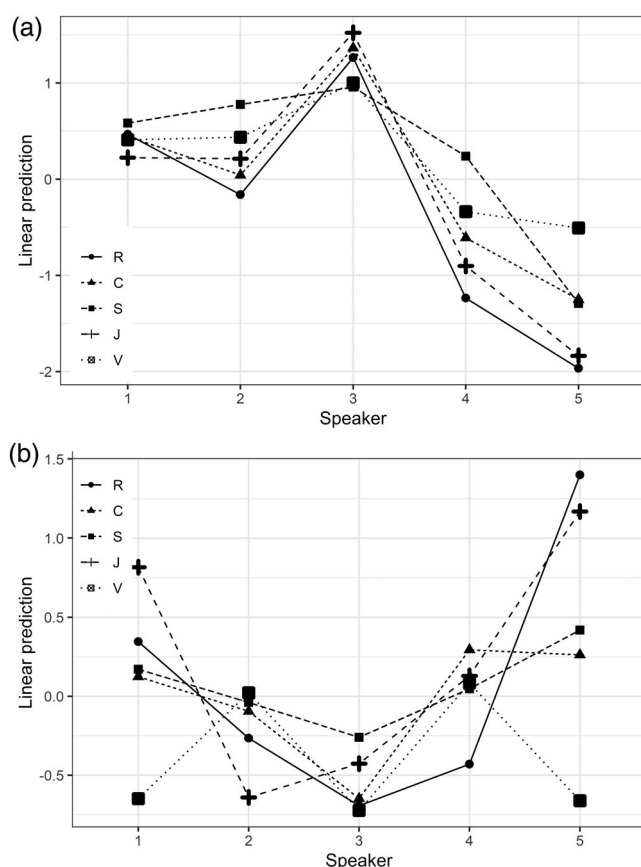 (a)
1
0
-1
-2
Linear prediction
R
C
S
J
V
1 2 3 4 5
Speaker
(b)
1.5
1.0
0.5
0.0
-0.5
Linear prediction
R
C
S
J
V
1 2 3 4 5
Speaker